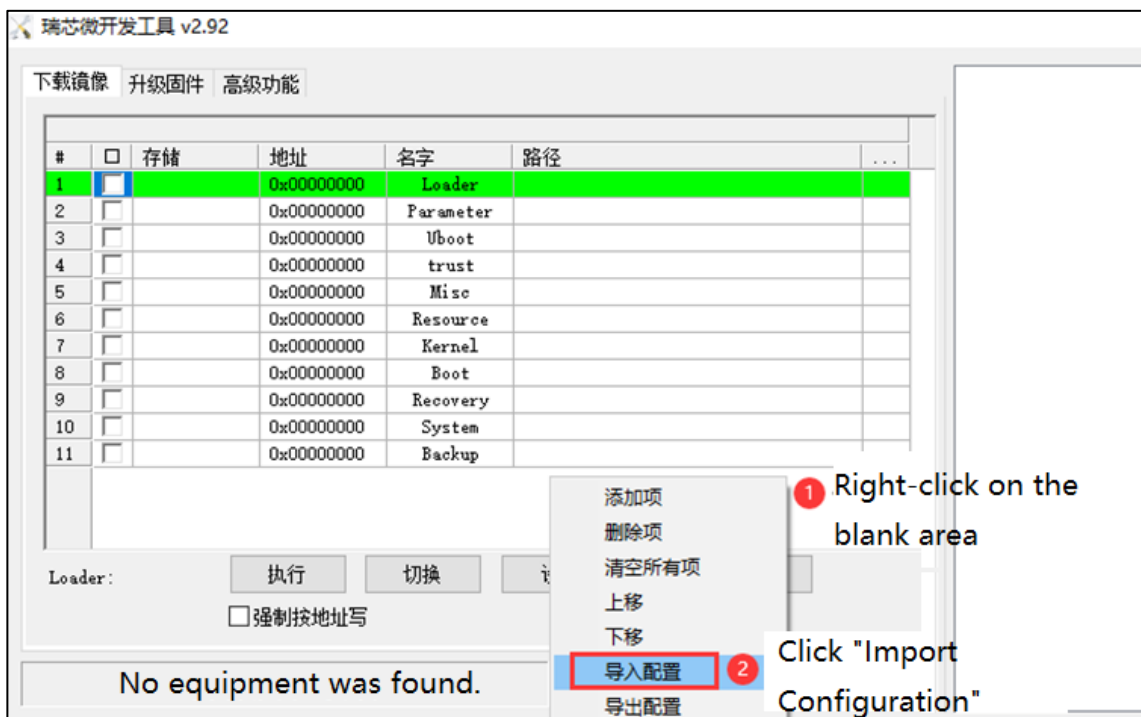 瑞芯微开发工具 v2.92
下载镜像 升级固件 高级功能
# 存储 地址 名字 路径 ...
1 0x00000000 Loader
2 0x00000000 Parameter
3 0x00000000 Uboot
4 0x00000000 trust
5 0x00000000 Misc
6 0x00000000 Resource
7 0x00000000 Kernel
8 0x00000000 Boot
9 0x00000000 Recovery
10 0x00000000 System
11 0x00000000 Backup
添加项
删除项
清空所有项
上移
下移
导入配置
导出配置
1 Right-click on the
blank area
2 Click "Import
Configuration"
Loader: 执行 切换
强制按地址写
No equipment was found.